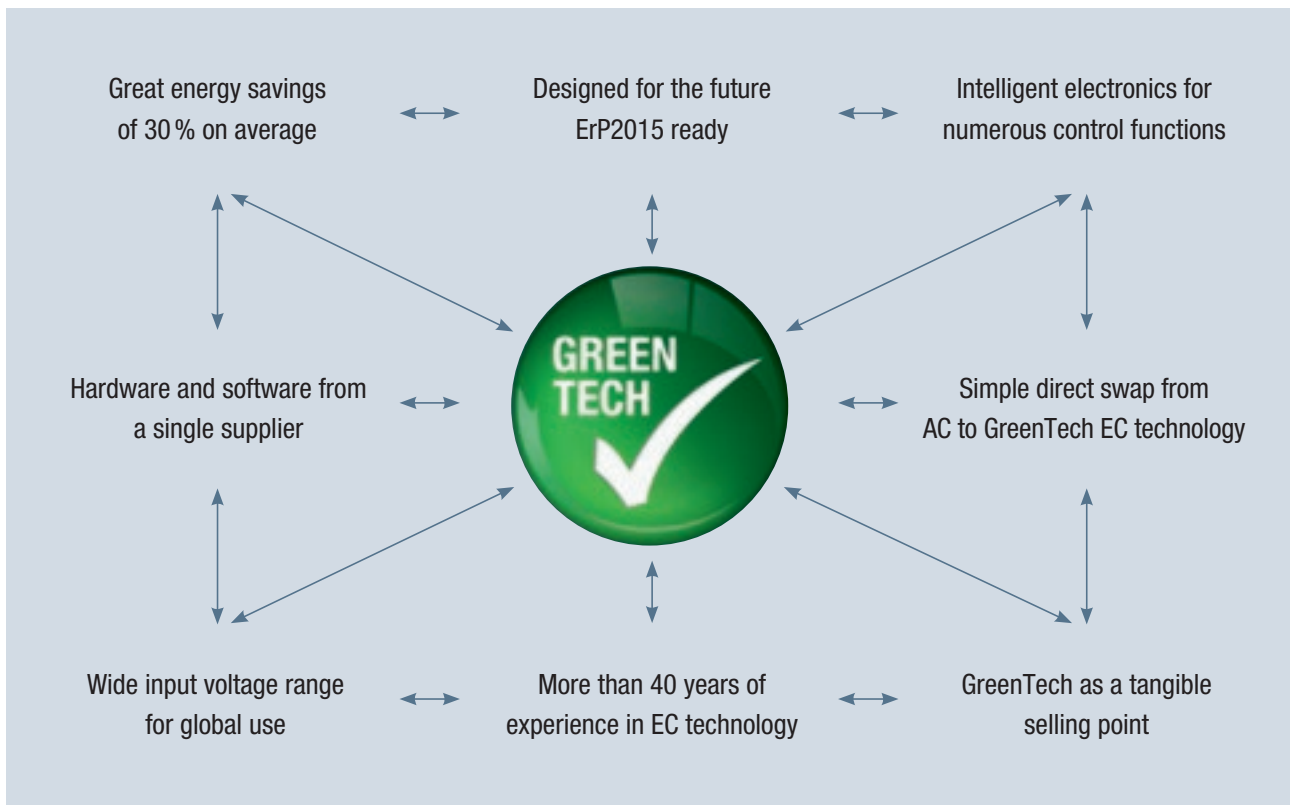 Great energy savings
of 30 % on average
Designed for the future
ErP2015 ready
Intelligent electronics for
numerous control functions
Hardware and software from
a single supplier
GREEN
TECH
Simple direct swap from
AC to GreenTech EC technology
Wide input voltage range
for global use
More than 40 years of
experience in EC technology
GreenTech as a tangible
selling point